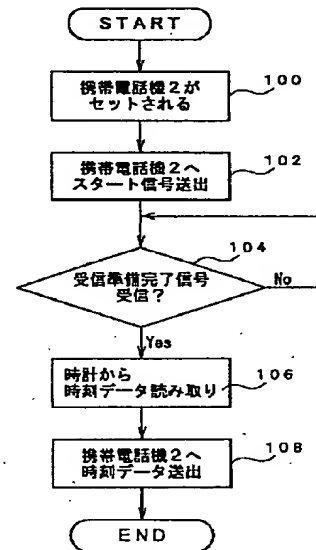 START
携帯電話機2が
セットされる
100
携帯電話機2へ
スタート信号送出
102
104
受信準備完了信号
受信?
No
Yes
時計から
時刻データ読み取り
106
携帯電話機2へ
時刻データ送出
108
END